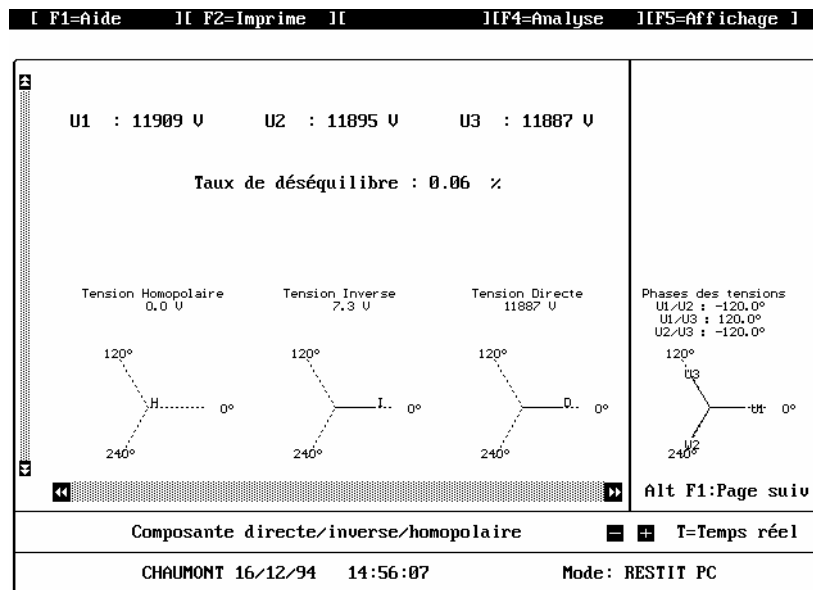 [ F1=Aide ][ F2=Imprime ][ ][F4=Analyse ][F5=Affichage ]
U1 : 11909 V U2 : 11895 V U3 : 11887 V
Taux de déséquilibre : 0.06 %
Tension Homopolaire
0.0 V
Tension Inverse
7.3 V
Tension Directe
11887 V
Phases des tensions
U1/U2 : -120.0°
U1/U3 : 120.0°
U2/U3 : -120.0°
120°
H
0°
240°
120°
I
0°
240°
120°
D
0°
240°
120°
U3
U1
0°
U2
240°
Alt F1:Page suiv
Composante directe/inverse/homopolaire - + T=Temps réel
CHAUMONT 16/12/94 14:56:07 Mode: RESTIT PC